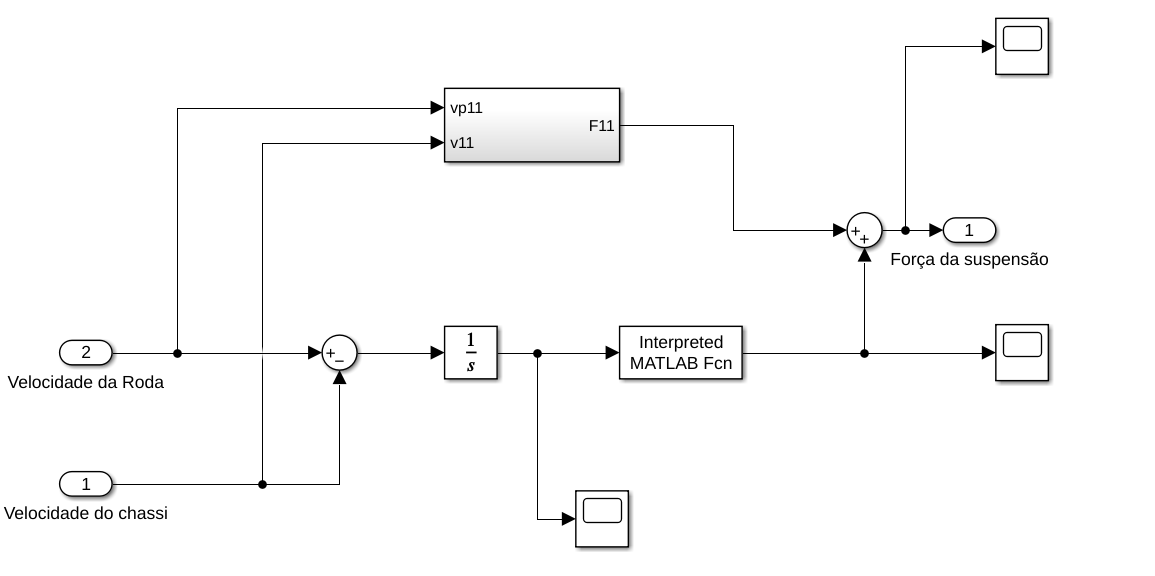 vp11
F11
v11
+
+
1
Força da suspensão
2
Velocidade da Roda
+
−
1
s
Interpreted
MATLAB Fcn
1
Velocidade do chassi